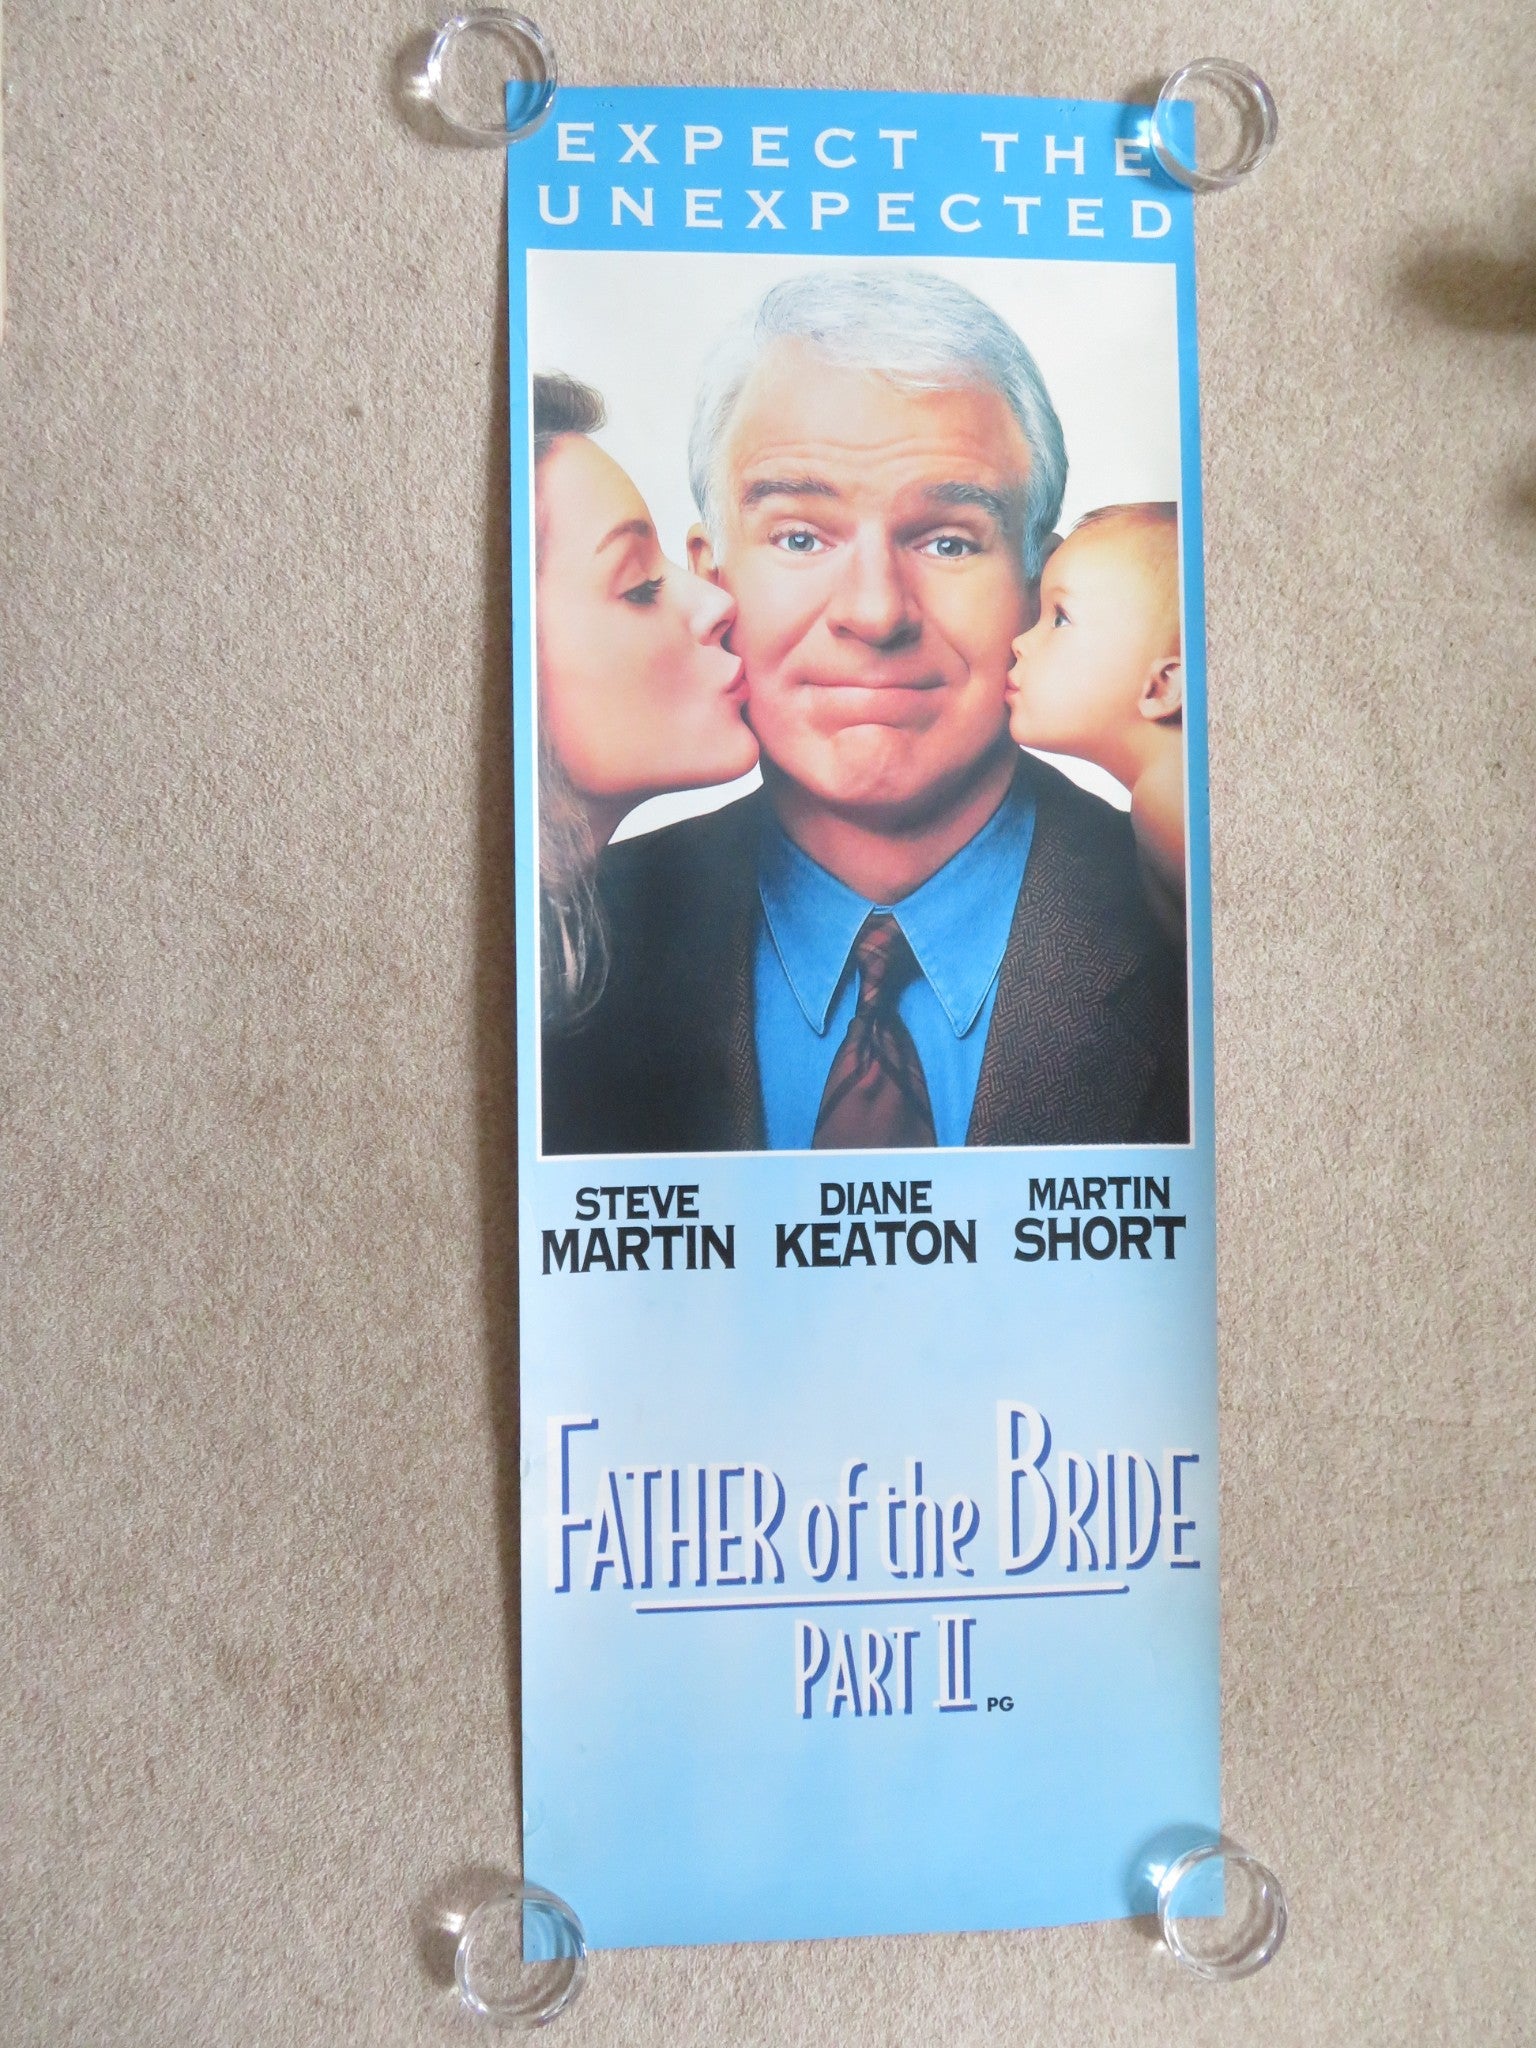 EXPECT THE
UNEXPECTED
STEVE MARTIN
DIANE KEATON
MARTIN SHORT
FATHER of the BRIDE
PART II PG